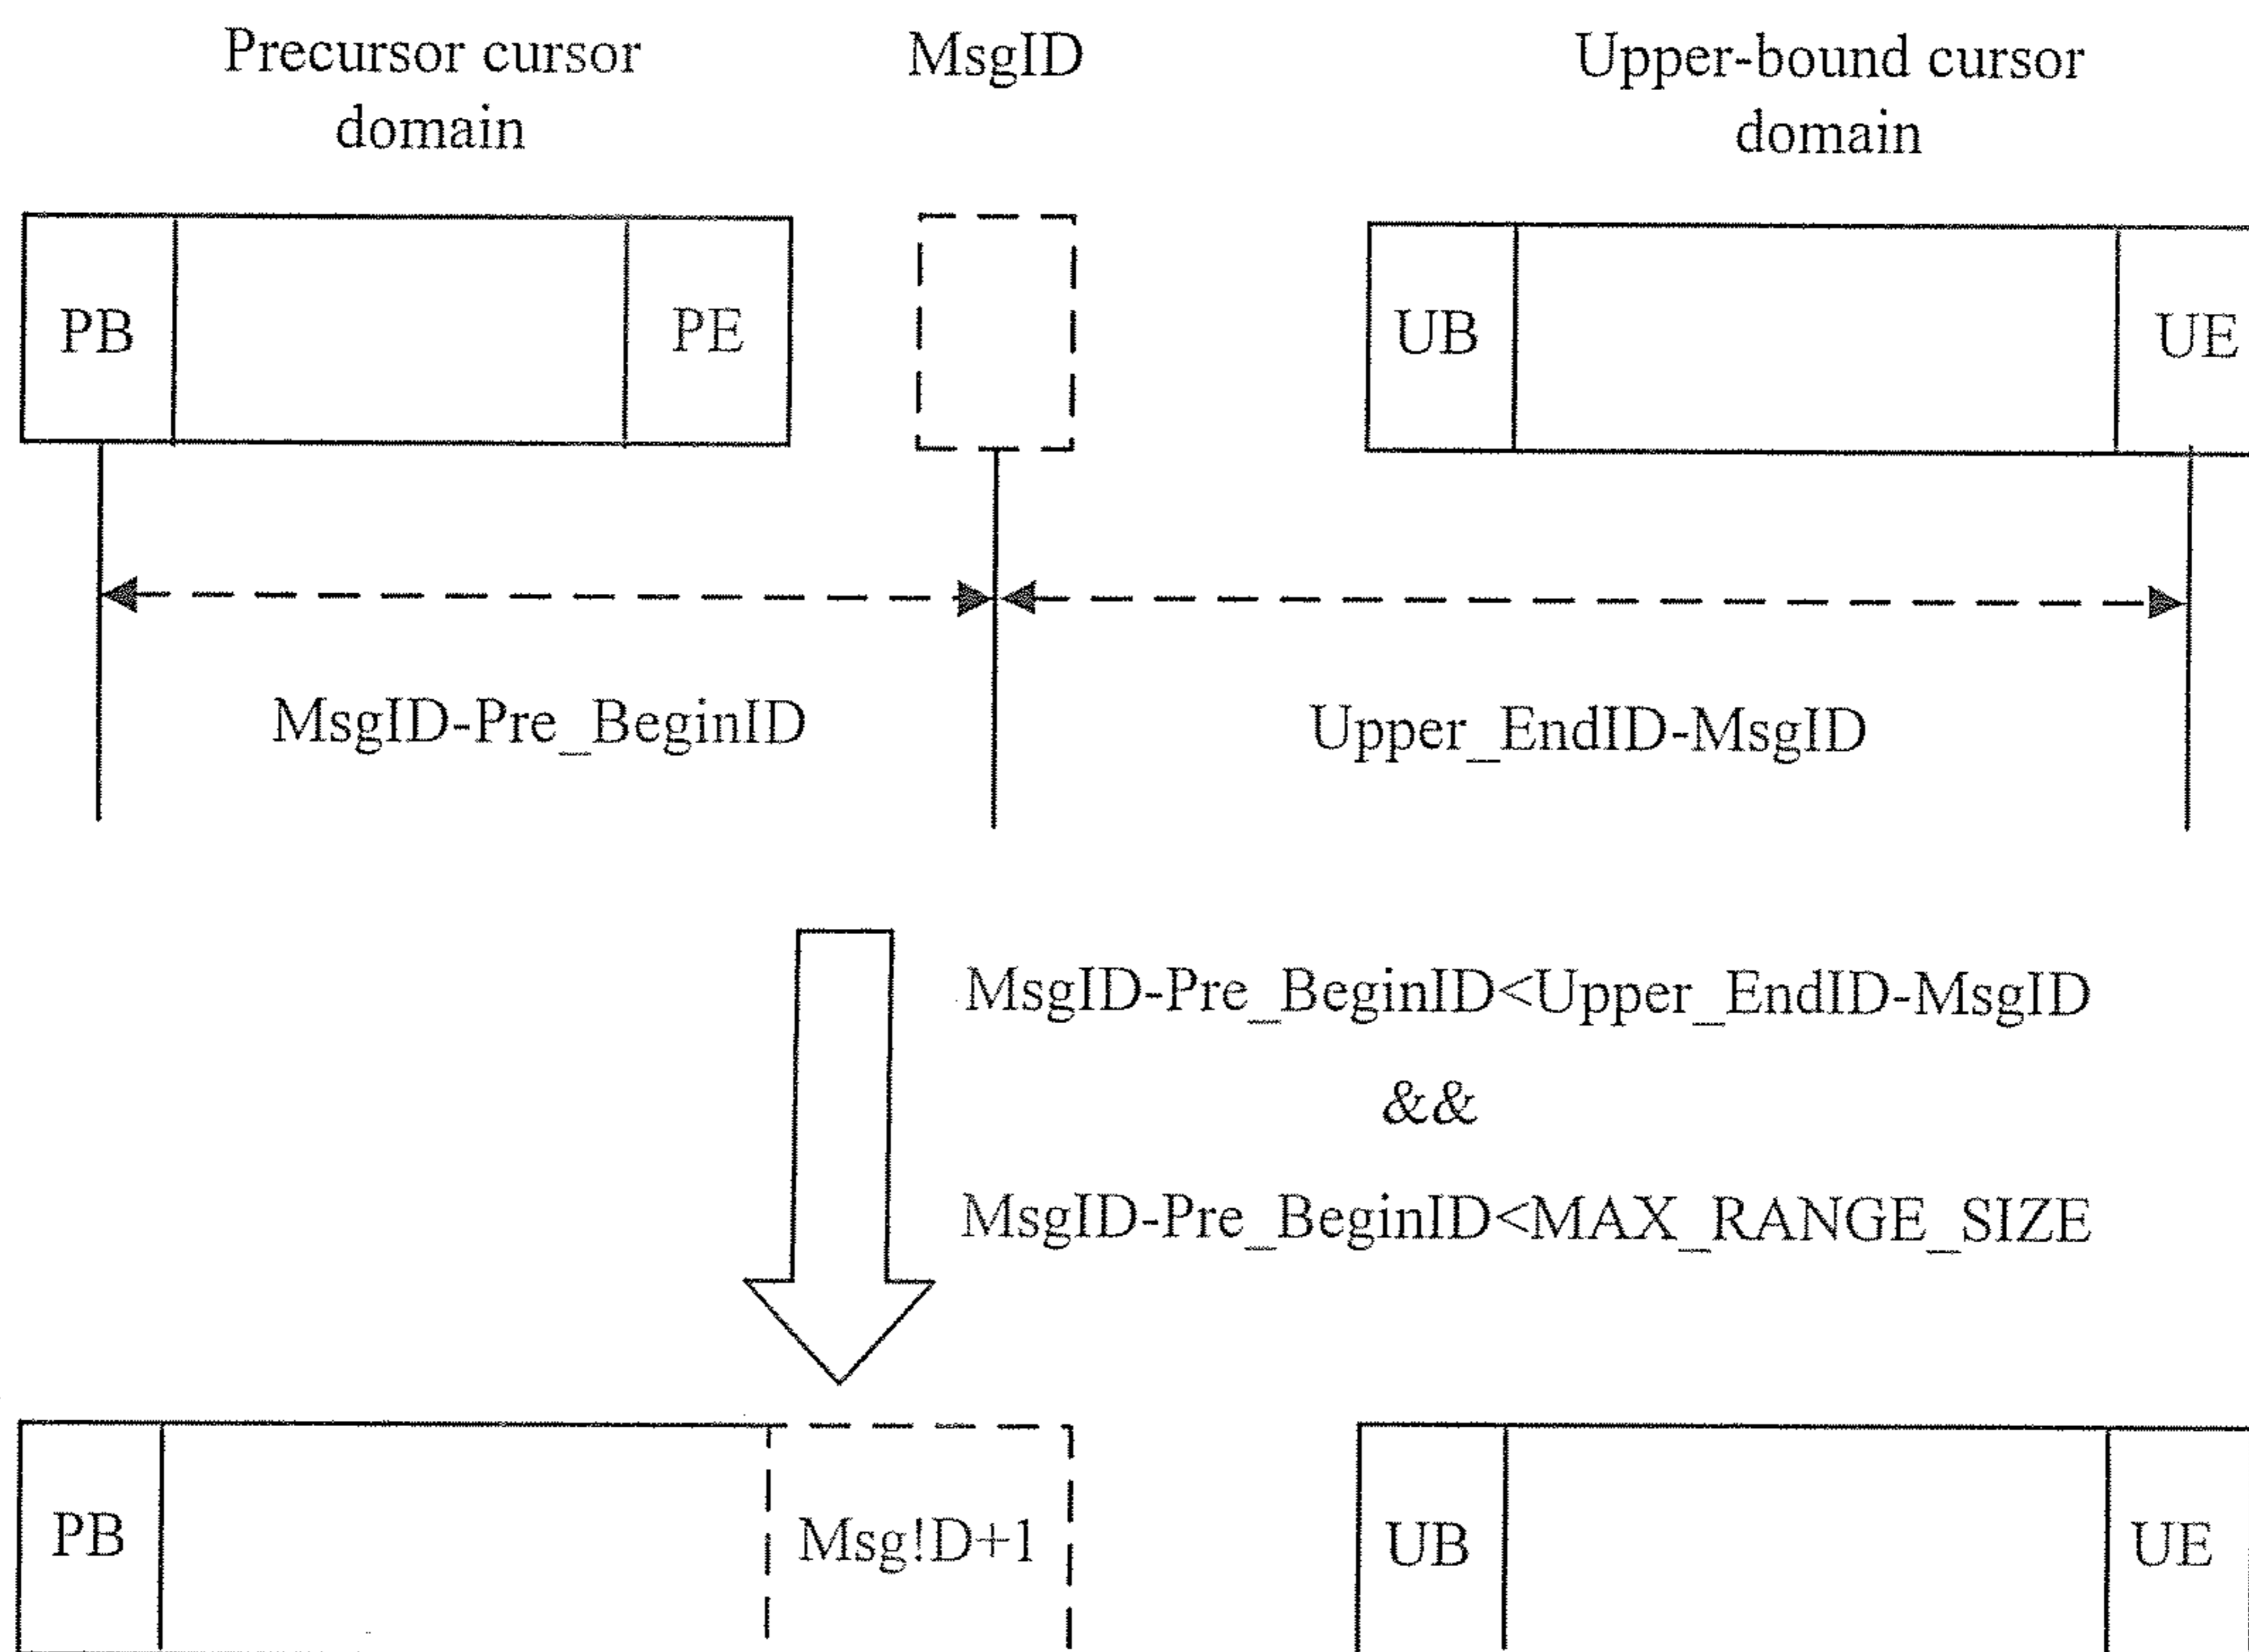 Precursor cursor
domain
MsgID
Upper-bound cursor
domain
PB
PE
UB
UE
MsgID-Pre_BeginID
Upper_EndID-MsgID
MsgID-Pre_BeginID<Upper_EndID-MsgID
&&
MsgID-Pre_BeginID<MAX_RANGE_SIZE
PB
Msg!D+1
UB
UE